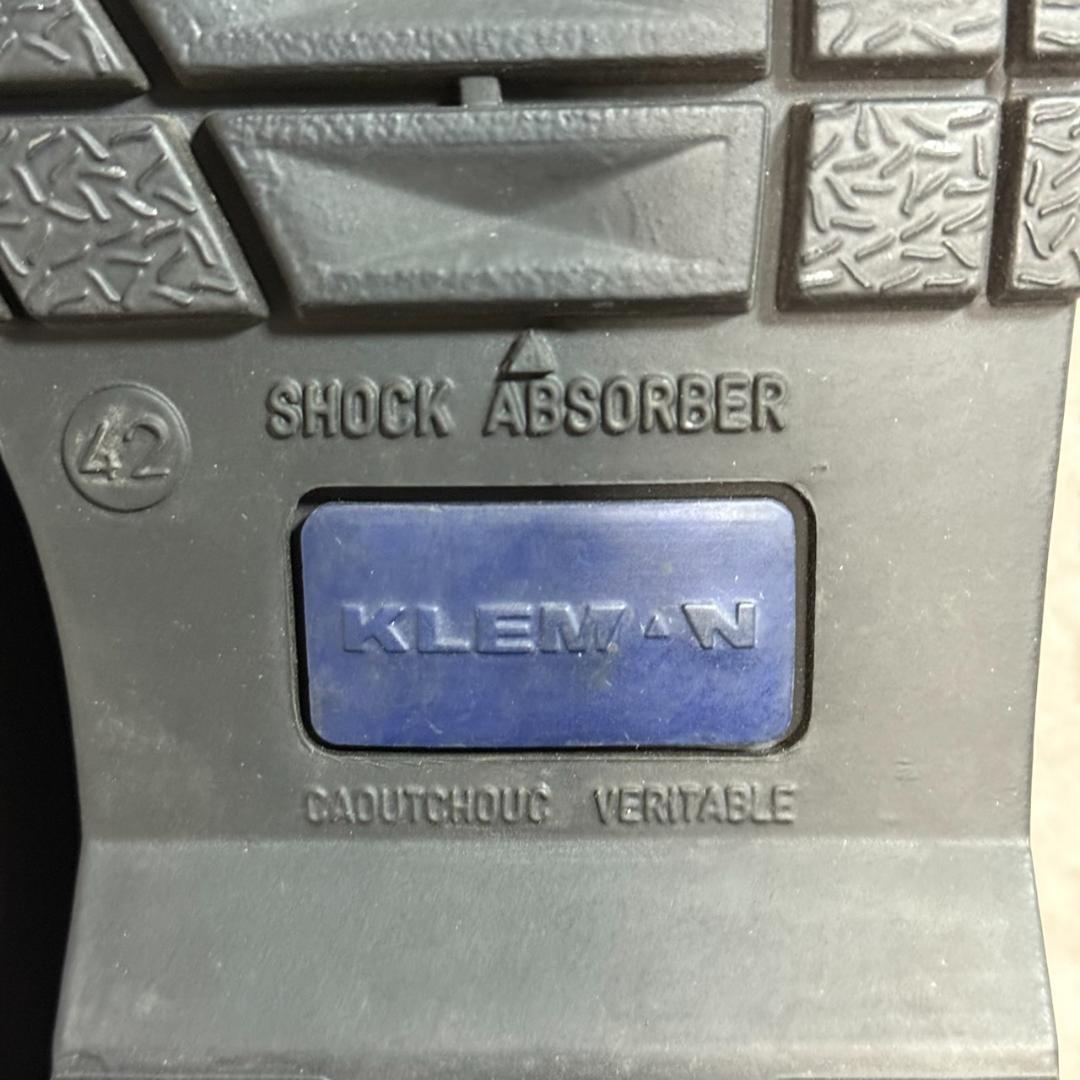 SHOCK ABSORBER
42
KLEMAN
CAOUTCHOUC VERITABLE